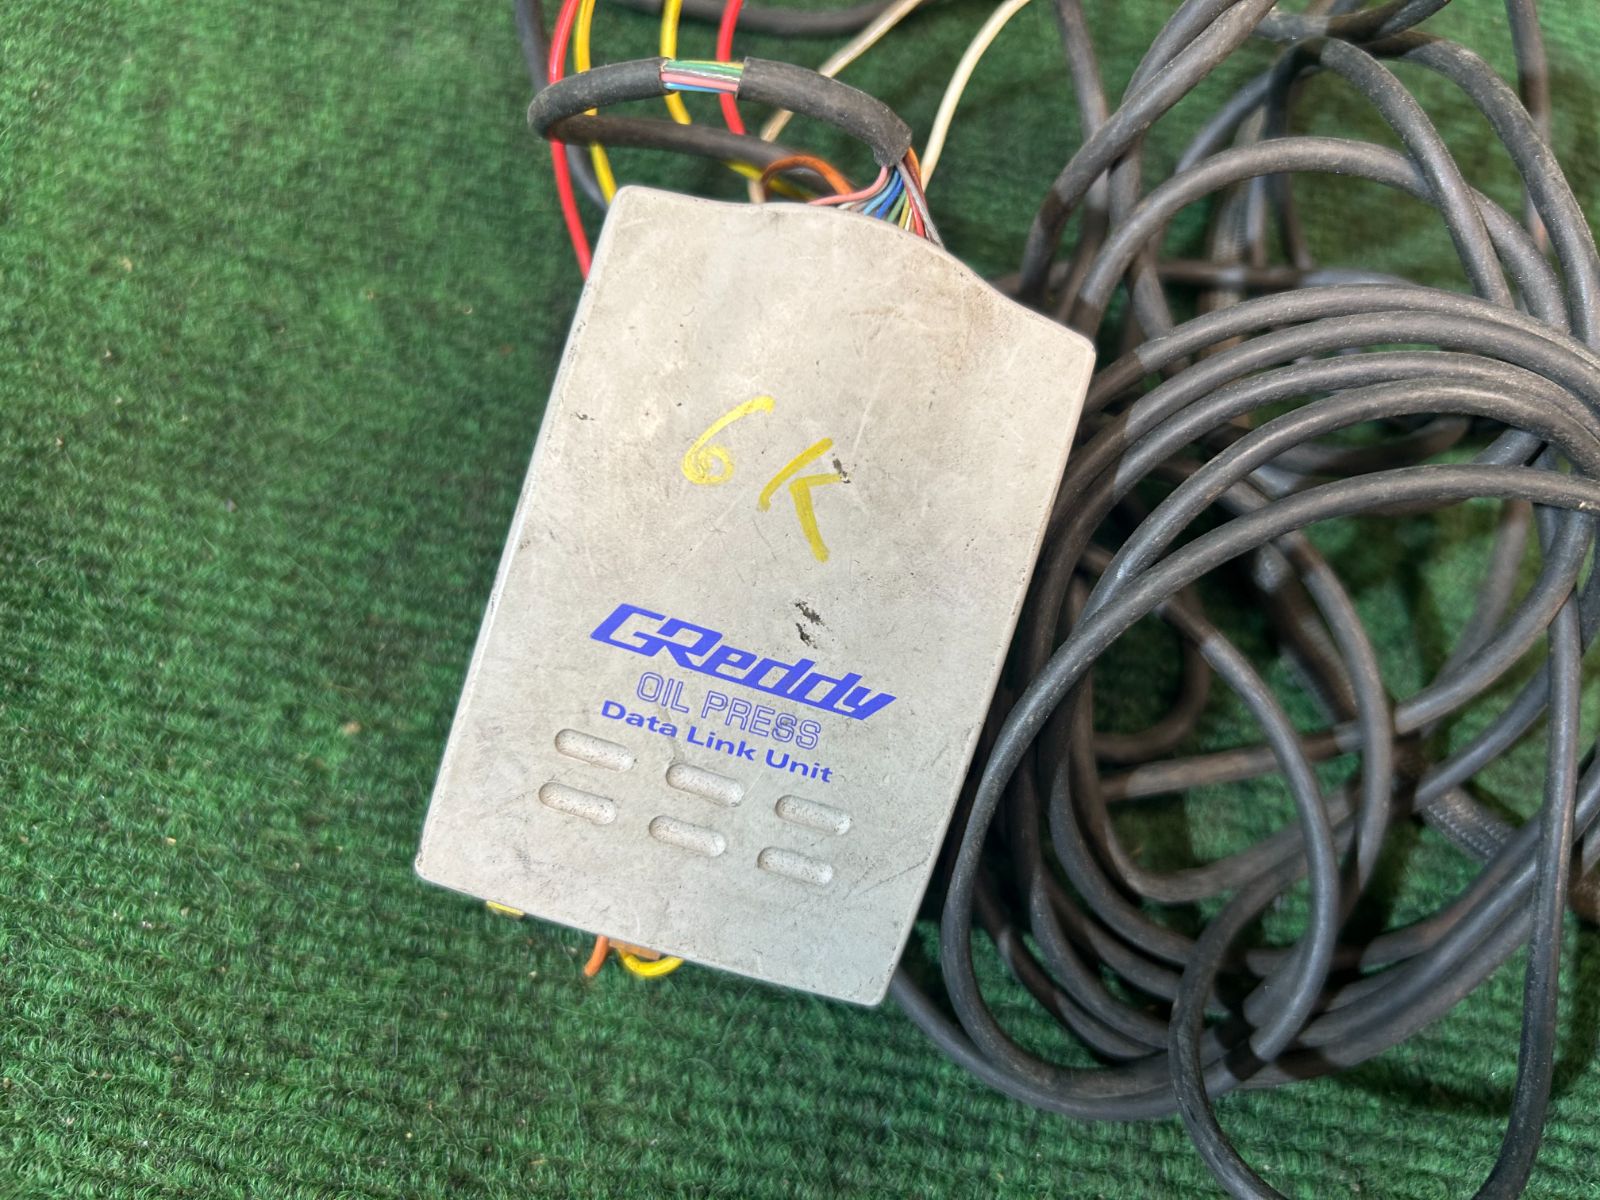 6K
GReddy
OIL PRESS
Data Link Unit